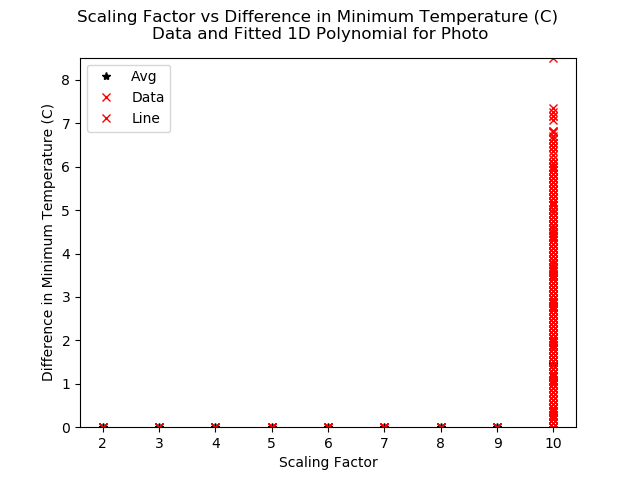 Scaling Factor vs Difference in Minimum Temperature (C)
Data and Fitted 1D Polynomial for Photo
Avg
Data
Line
Difference in Minimum Temperature (C)
8
7
6
5
4
3
2
1
0
2 3 4 5 6 7 8 9 10
Scaling Factor